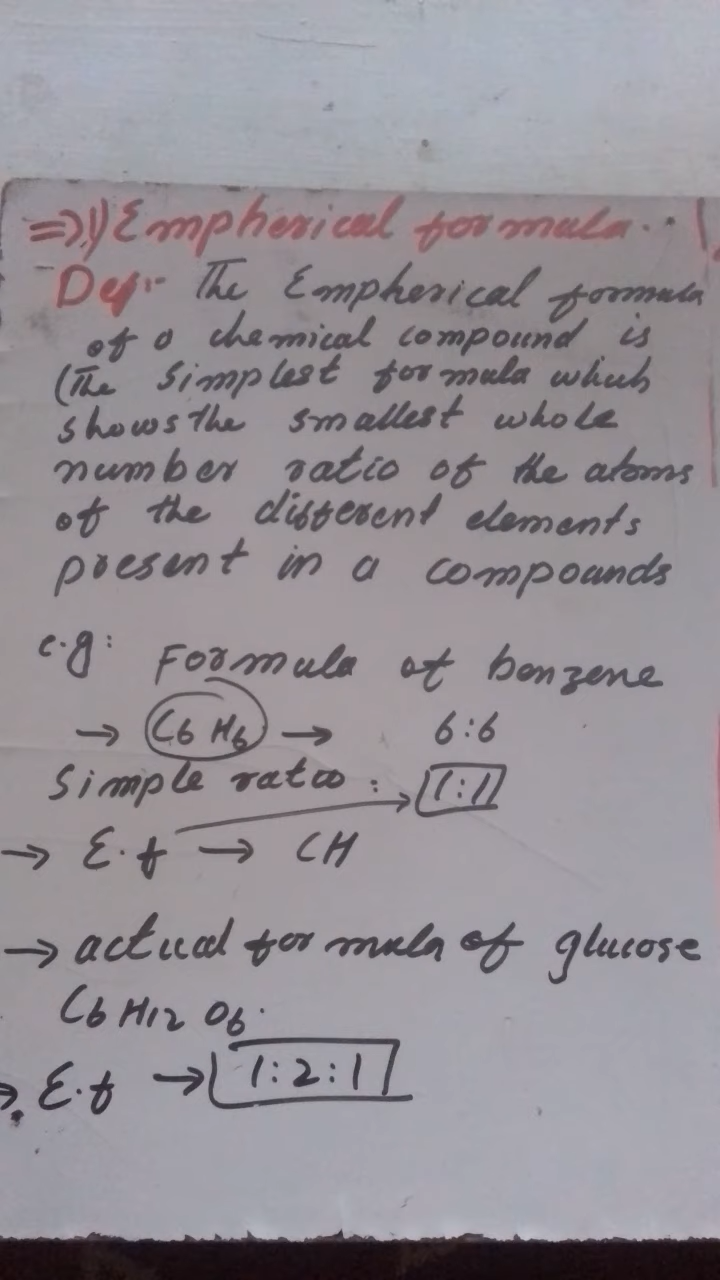 ⇒1) Empherical formula..
Def:- The Empherical formula
of a chemical compound is
(The Simplest formula which
shows the smallest whole
number ratio of the atoms
of the different elements
present in a compounds
e.g: Formula of benzene
→ C6 H6 → 6:6
Simple ratio : 1:1
→ E.f → CH
→ actual formula of glucose
C6 H12 O6.
→ E.f → 1:2:1